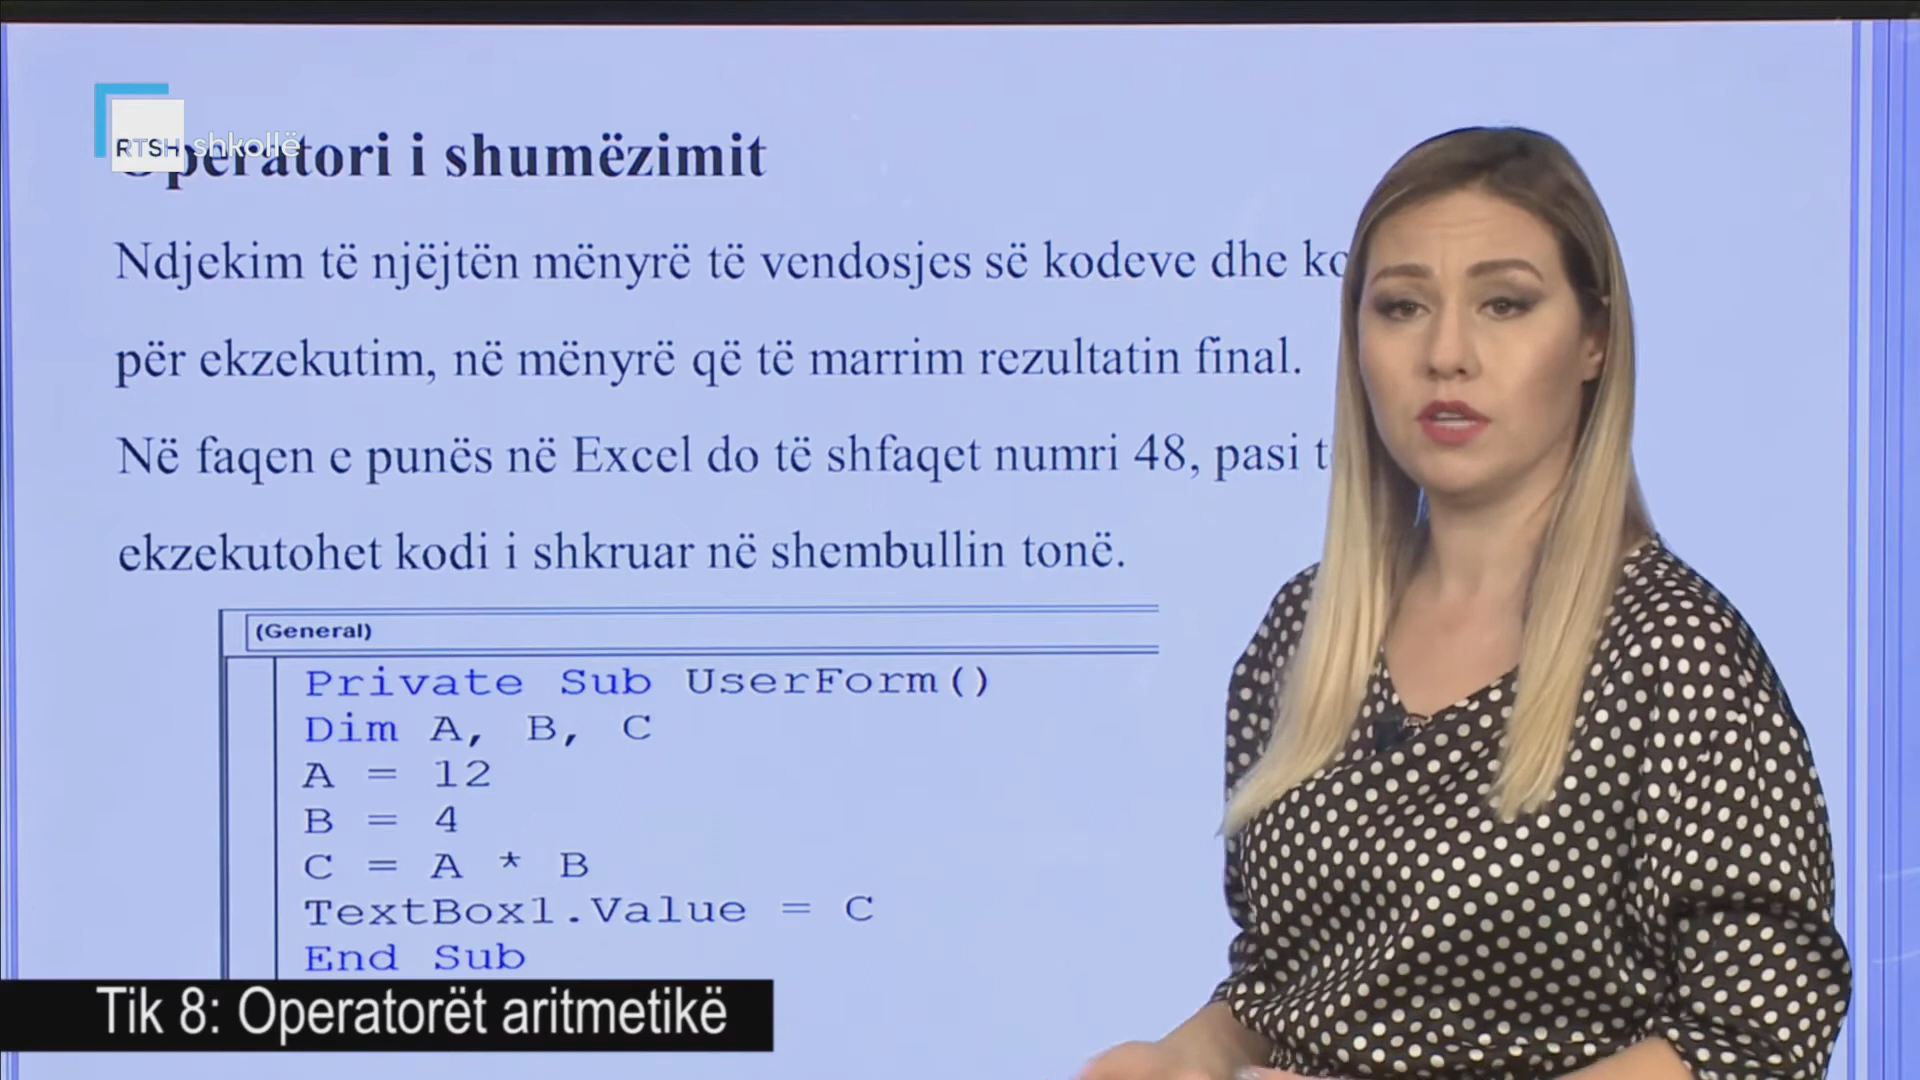 RTSH shkollë
Operatori i shumëzimit
Ndjekim të njëjtën mënyrë të vendosjes së kodeve dhe
për ekzekutim, në mënyrë që të marrim rezultatin final.
Në faqen e punës në Excel do të shfaqet numri 48, pasi
ekzekutohet kodi i shkruar në shembullin tonë.
(General)
Private Sub UserForm()
Dim A, B, C
A = 12
B = 4
C = A * B
TextBox1.Value = C
End Sub
Tik 8: Operatorët aritmetikë